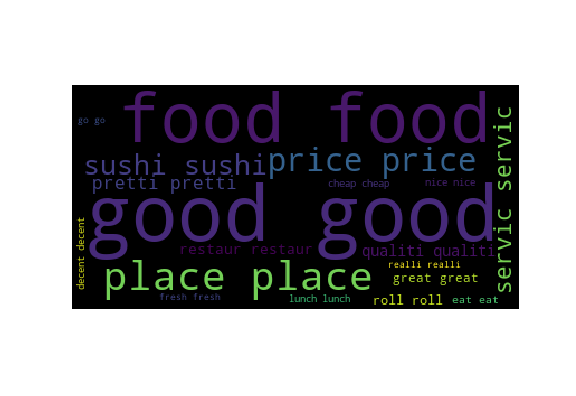 food food
go go
servic servic
sushi sushi
price price
pretti pretti
cheap cheap
nice nice
good good
decent decent
restaur restaur
qualiti qualiti
place place
realli realli
great great
fresh fresh
lunch lunch
roll roll
eat eat